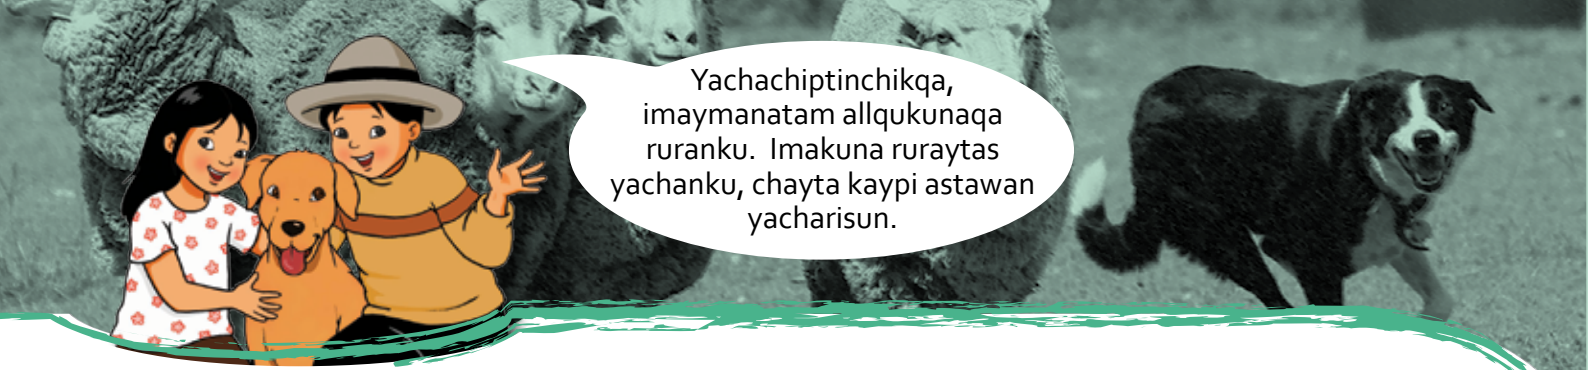 Yachachiptinchikqa,
imaymanatam allqukunaqa
ruranku. Imakuna ruraytas
yachanku, chayta kaypi astawan
yacharisun.